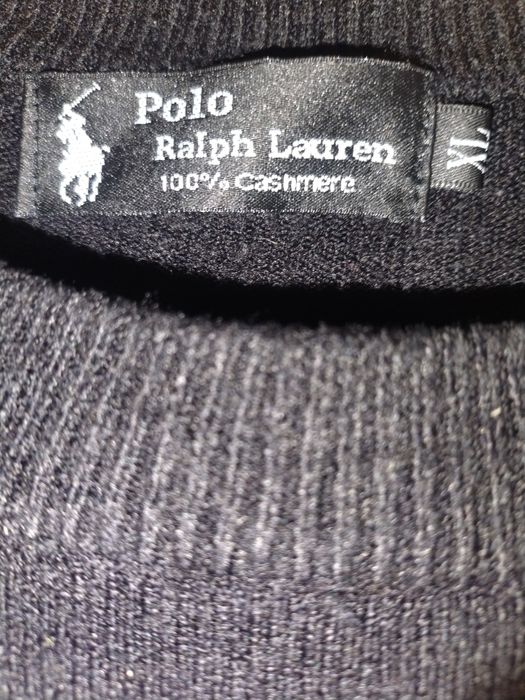 Polo
Ralph Lauren
100% Cashmere
XL